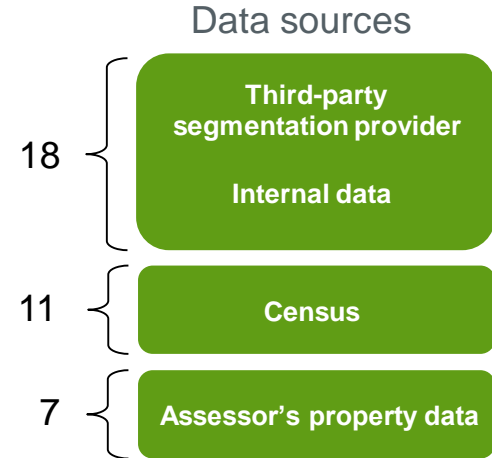 Data sources
18
Third-party
segmentation provider
Internal data
11
Census
7
Assessor's property data